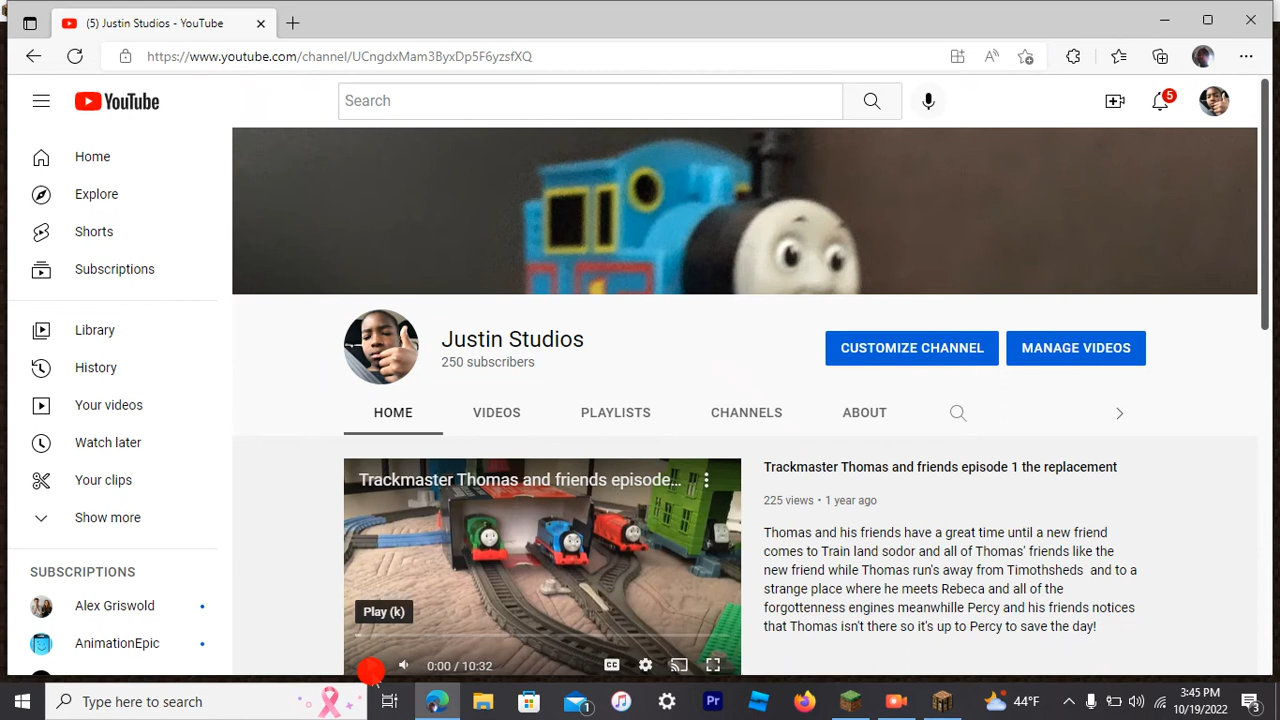 (5) Justin Studios - YouTube
https://www.youtube.com/channel/UCngdxMam3ByxDp5F6yzsfXQ
YouTube
Search
5
Home
Explore
Shorts
Subscriptions
Library
History
Your videos
Watch later
Your clips
Show more
SUBSCRIPTIONS
Alex Griswold
AnimationEpic
Justin Studios
250 subscribers
CUSTOMIZE CHANNEL
MANAGE VIDEOS
HOME VIDEOS PLAYLISTS CHANNELS ABOUT
Trackmaster Thomas and friends episode...
Play (k)
0:00 / 10:32
CC
Trackmaster Thomas and friends episode 1 the replacement
225 views • 1 year ago
Thomas and his friends have a great time until a new friend
comes to Train land sodor and all of Thomas' friends like the
new friend while Thomas run's away from Timothsheds and to a
strange place where he meets Rebeca and all of the
forgottenness engines meanwhille Percy and his friends notices
that Thomas isn't there so it's up to Percy to save the day!
Type here to search
1
Pr
44°F
3:45 PM
10/19/2022
3